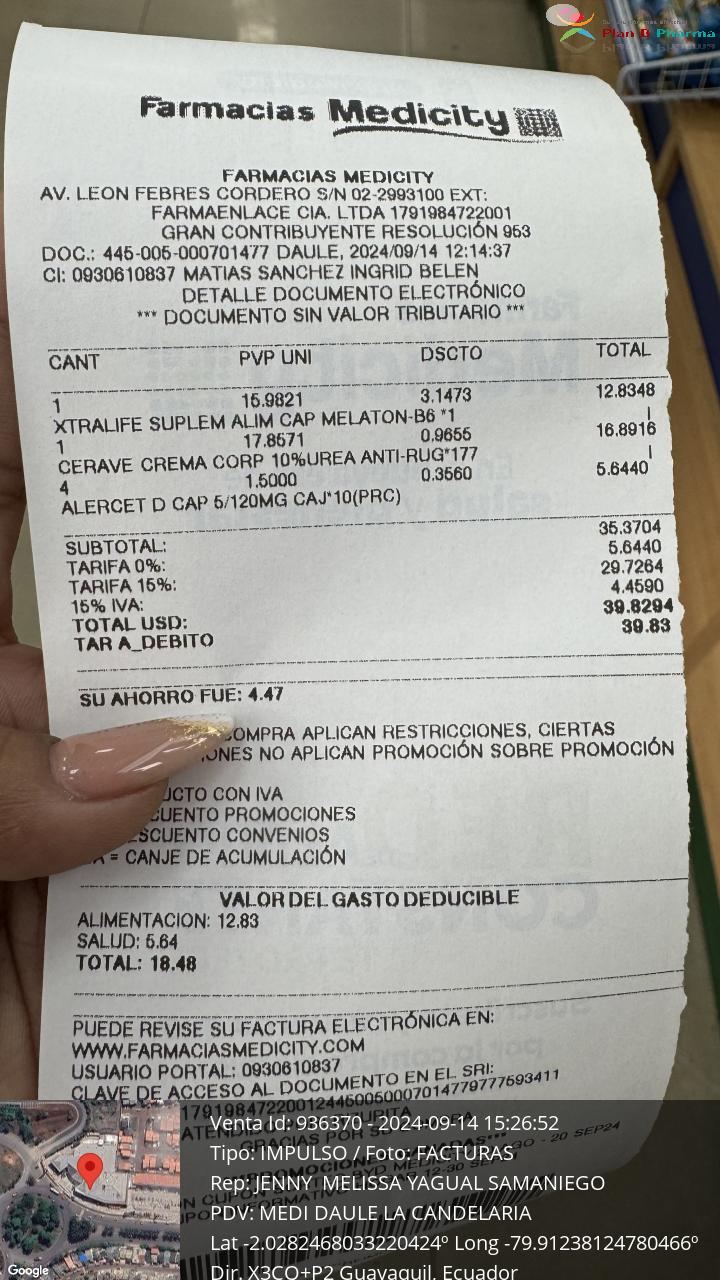 Plan B Pharma
Farmacias Medicity
FARMACIAS MEDICITY
AV. LEON FEBRES CORDERO S/N 02-2993100 EXT:
FARMAENLACE CIA. LTDA 1791984722001
GRAN CONTRIBUYENTE RESOLUCIÓN 953
DOC.: 445-005-000701477 DAULE, 2024/09/14 12:14:37
CI: 0930610837 MATIAS SANCHEZ INGRID BELEN
DETALLE DOCUMENTO ELECTRÓNICO
*** DOCUMENTO SIN VALOR TRIBUTARIO ***
CANT PVP UNI DSCTO TOTAL
1 15.9821 3.1473 12.8348
XTRALIFE SUPLEM ALIM CAP MELATON-B6 *1 I
1 17.8571 0.9655 16.8916
CERAVE CREMA CORP 10%UREA ANTI-RUG*177 I
4 1.5000 0.3560 5.6440
ALERCET D CAP 5/120MG CAJ*10(PRC)
SUBTOTAL: 35.3704
TARIFA 0%: 5.6440
TARIFA 15%: 29.7264
15% IVA: 4.4590
TOTAL USD: 39.8294
TAR A_DEBITO 39.83
SU AHORRO FUE: 4.47
COMPRA APLICAN RESTRICCIONES, CIERTAS
IONES NO APLICAN PROMOCIÓN SOBRE PROMOCIÓN
UCTO CON IVA
CUENTO PROMOCIONES
ESCUENTO CONVENIOS
= CANJE DE ACUMULACIÓN
VALOR DEL GASTO DEDUCIBLE
ALIMENTACION: 12.83
SALUD: 5.64
TOTAL: 18.48
PUEDE REVISE SU FACTURA ELECTRÓNICA EN:
WWW.FARMACIASMEDICITY.COM
USUARIO PORTAL: 0930610837
CLAVE DE ACCESO AL DOCUMENTO EN EL SRI:
GRACIAS POR SU
Venta Id: 936370 - 2024-09-14 15:26:52
Tipo: IMPULSO / Foto: FACTURAS
Rep: JENNY MELISSA YAGUAL SAMANIEGO
PDV: MEDI DAULE LA CANDELARIA
Lat -2.0282468033220424º Long -79.91238124780466º
Dir. X3CQ+P2 Guayaquil, Ecuador
Google